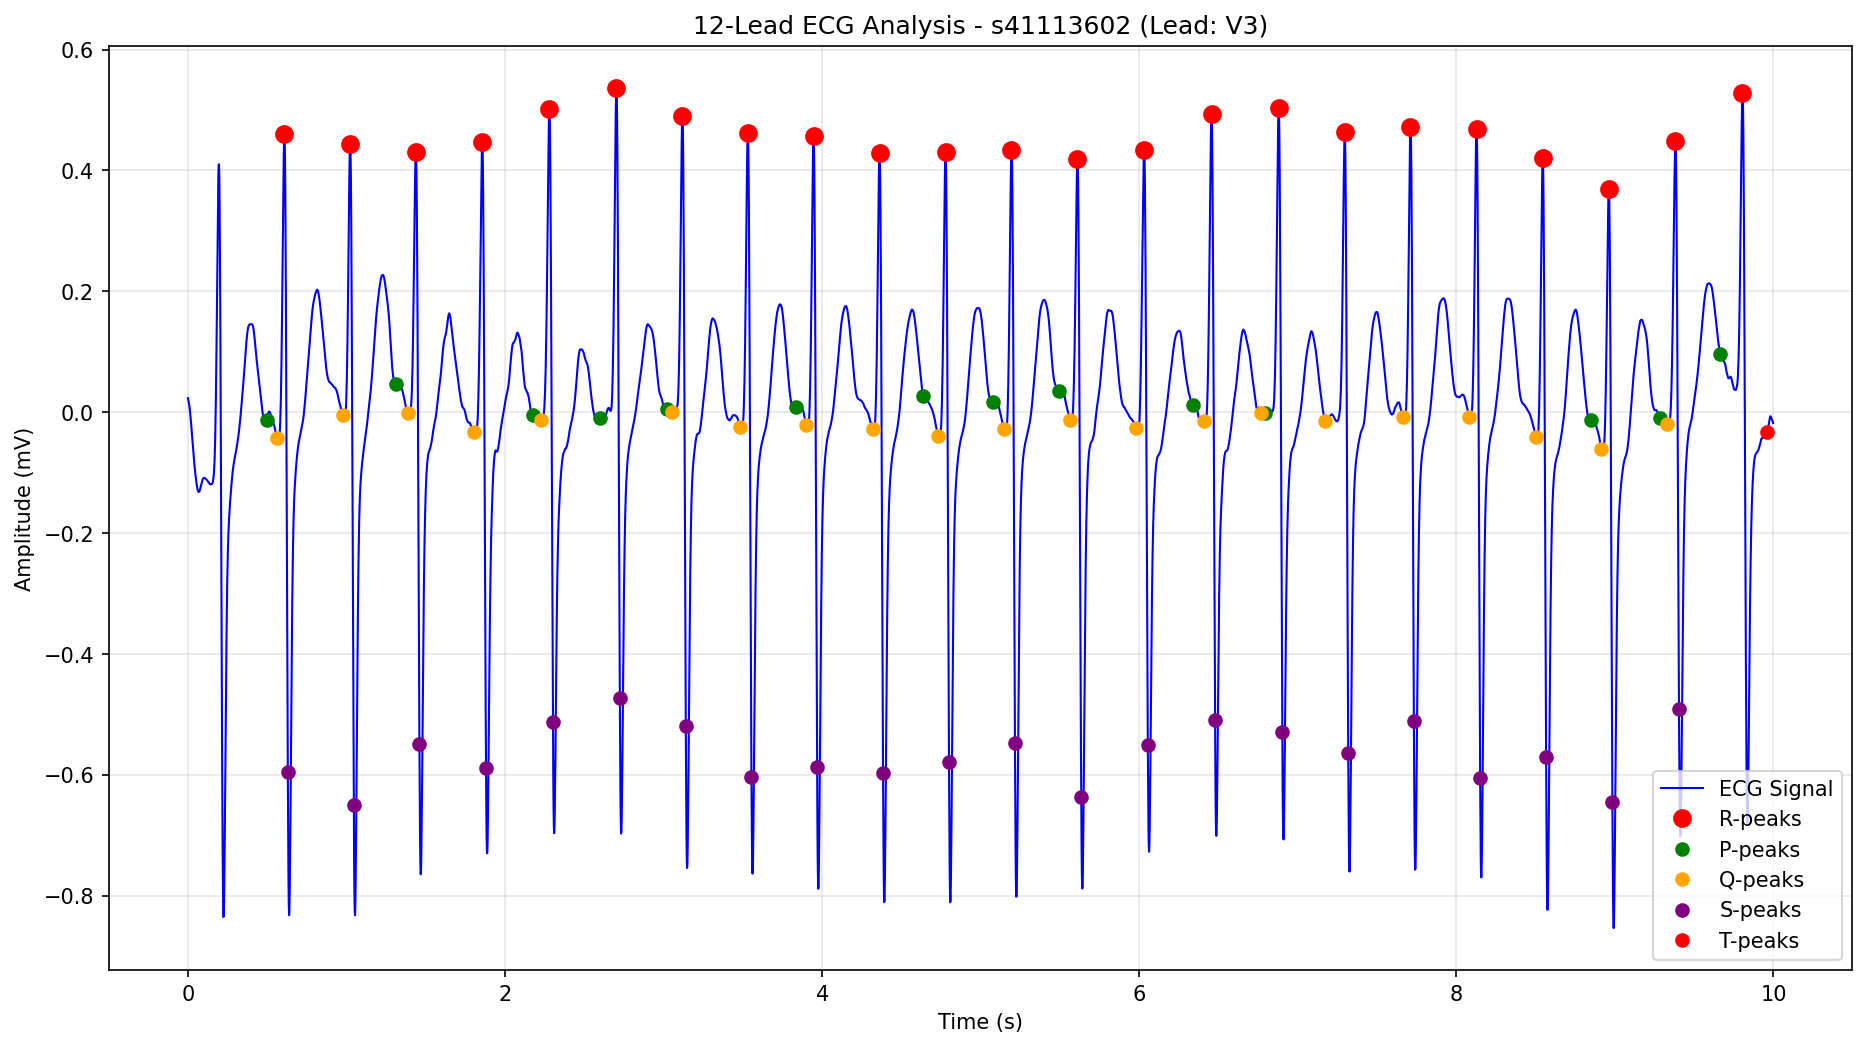 12-Lead ECG Analysis - s41113602 (Lead: V3)
Amplitude (mV)
0.6
0.4
0.2
0.0
−0.2
−0.4
−0.6
−0.8
ECG Signal
R-peaks
P-peaks
Q-peaks
S-peaks
T-peaks
0 2 4 6 8 10
Time (s)